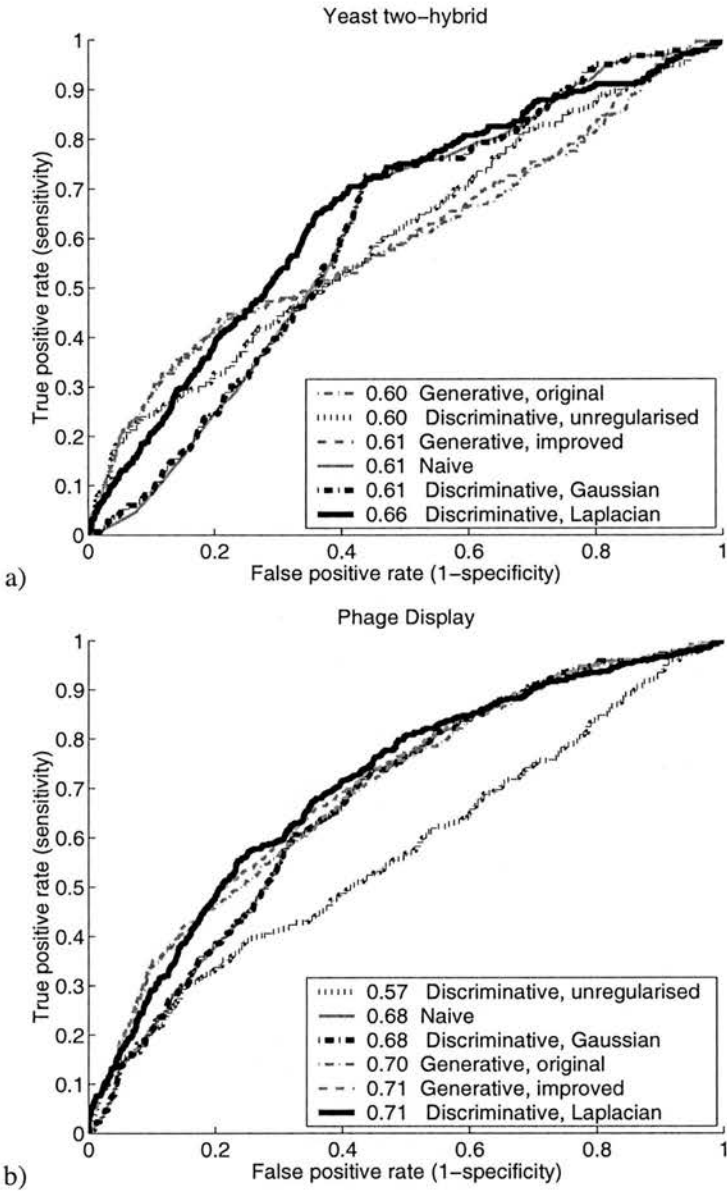 Yeast two-hybrid
1
0.9
0.8
0.7
0.6
0.5
0.4
0.3
0.2
0.1
0
True positive rate (sensitivity)
0.60 Generative, original
0.60 Discriminative, unregularised
0.61 Generative, improved
0.61 Naive
0.61 Discriminative, Gaussian
0.66 Discriminative, Laplacian
0 0.2 0.4 0.6 0.8 1
False positive rate (1−specificity)
a)
Phage Display
1
0.9
0.8
0.7
0.6
0.5
0.4
0.3
0.2
0.1
0
True positive rate (sensitivity)
0.57 Discriminative, unregularised
0.68 Naive
0.68 Discriminative, Gaussian
0.70 Generative, original
0.71 Generative, improved
0.71 Discriminative, Laplacian
0 0.2 0.4 0.6 0.8 1
False positive rate (1−specificity)
b)